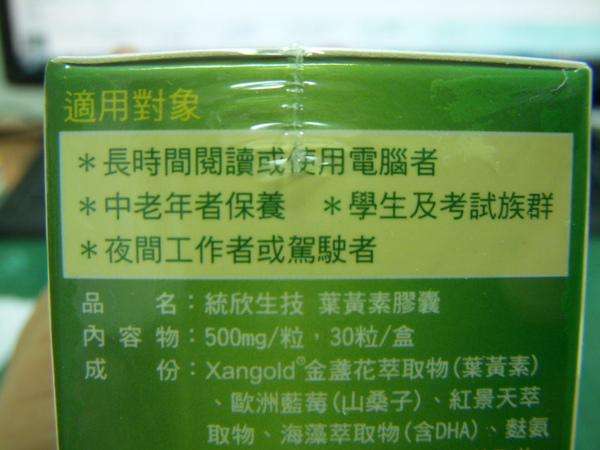 適用對象
＊長時間閱讀或使用電腦者
＊中老年者保養　＊學生及考試族群
＊夜間工作者或駕駛者
品　　名：統欣生技 葉黃素膠囊
內 容 物：500mg/粒，30粒/盒
成　　份：Xangold®金盞花萃取物(葉黃素)
、歐洲藍莓(山桑子)、紅景天萃
取物、海藻萃取物(含DHA)、麩氨